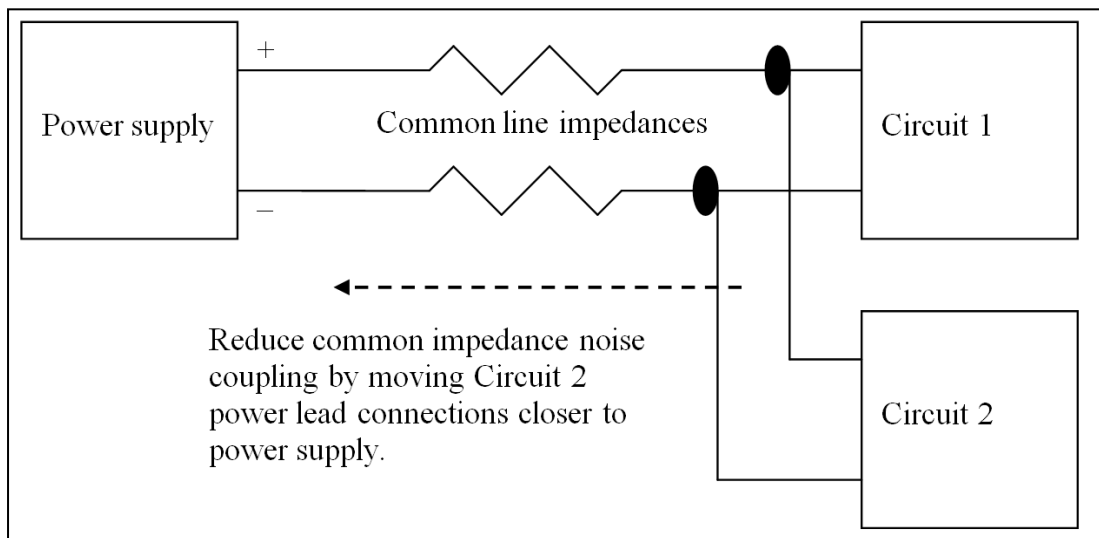 +
Power supply
Common line impedances
Circuit 1
–
Reduce common impedance noise
coupling by moving Circuit 2
power lead connections closer to
power supply.
Circuit 2